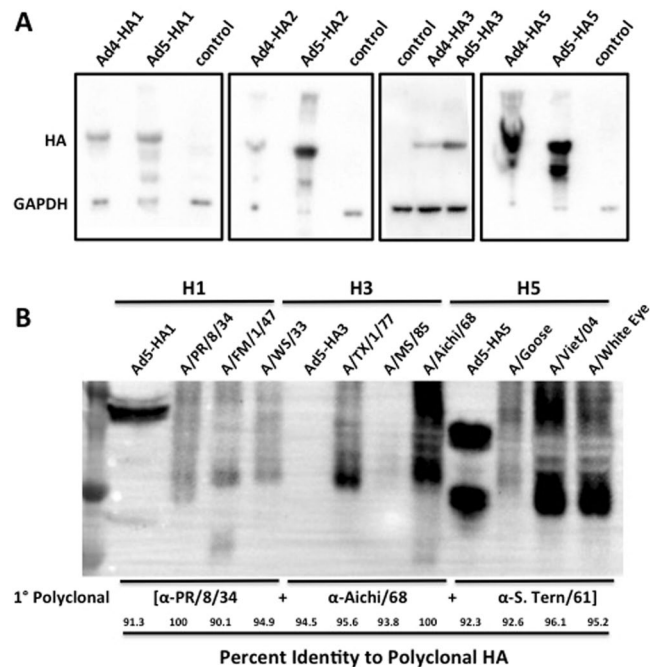 A
Ad4-HA1 Ad5-HA1 control Ad4-HA2 Ad5-HA2 control control Ad4-HA3 Ad5-HA3 Ad4-HA5 Ad5-HA5 control
HA
GAPDH
H1 H3 H5
B
Ad5-HA1 A/PR/8/34 A/FM/1/47 A/WS/33 Ad5-HA3 A/TX/1/77 A/MS/85 A/Aichi/68 Ad5-HA5 A/Goose A/Viet/04 A/White Eye
1° Polyclonal [α-PR/8/34 + α-Aichi/68 + α-S. Tern/61]
91.3 100 90.1 94.9 94.5 95.6 93.8 100 92.3 92.6 96.1 95.2
Percent Identity to Polyclonal HA